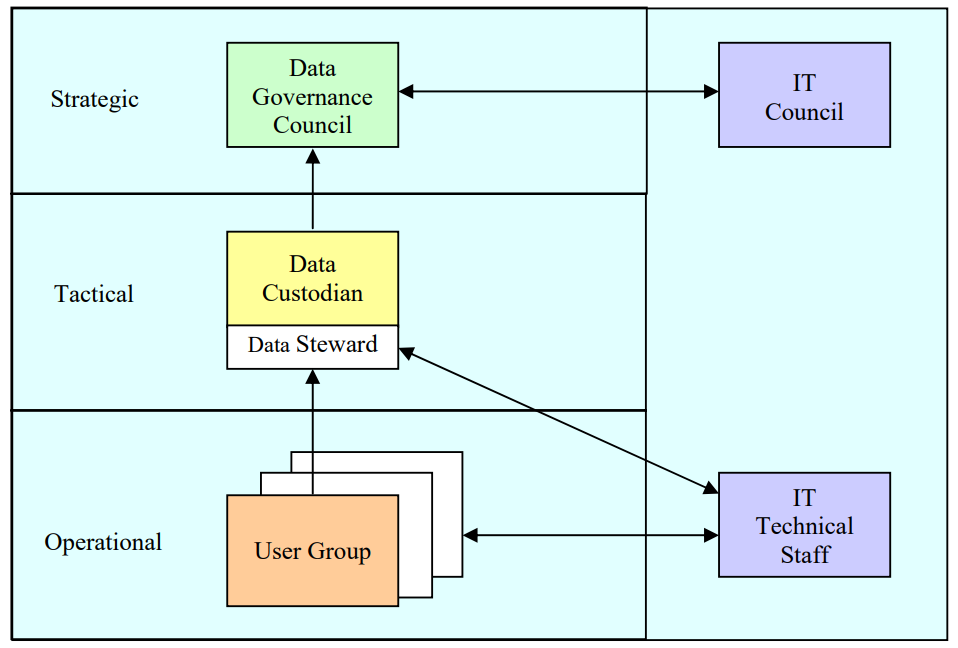 Strategic
Data
Governance
Council
IT
Council
Tactical
Data
Custodian
Data Steward
Operational
User Group
IT
Technical
Staff